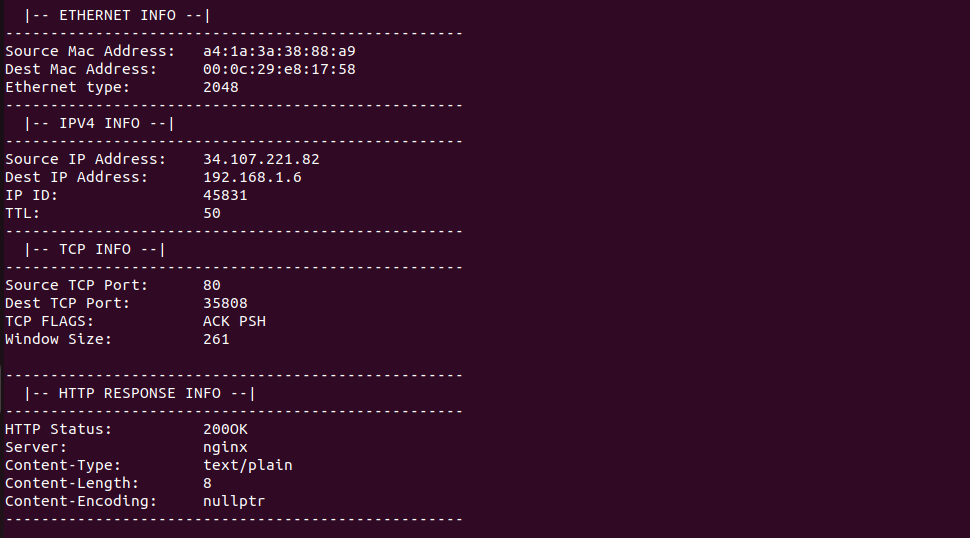 |-- ETHERNET INFO --|
---------------------------------------------------
Source Mac Address:   a4:1a:3a:38:88:a9
Dest Mac Address:     00:0c:29:e8:17:58
Ethernet type:        2048
---------------------------------------------------
|-- IPV4 INFO --|
---------------------------------------------------
Source IP Address:    34.107.221.82
Dest IP Address:      192.168.1.6
IP ID:                45831
TTL:                  50
---------------------------------------------------
|-- TCP INFO --|
---------------------------------------------------
Source TCP Port:      80
Dest TCP Port:        35808
TCP FLAGS:            ACK PSH
Window Size:          261
---------------------------------------------------
|-- HTTP RESPONSE INFO --|
---------------------------------------------------
HTTP Status:          200OK
Server:               nginx
Content-Type:         text/plain
Content-Length:       8
Content-Encoding:     nullptr
---------------------------------------------------